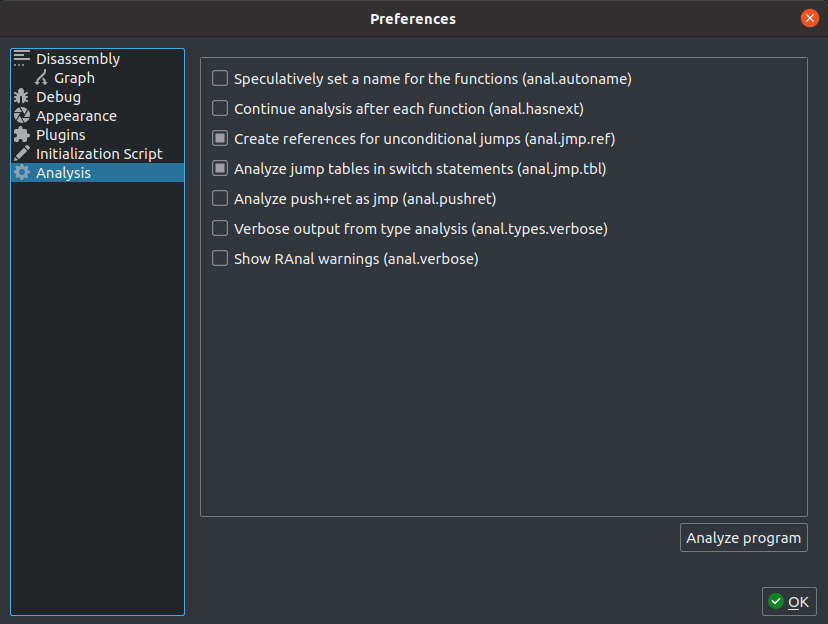 Preferences
Disassembly
Graph
Debug
Appearance
Plugins
Initialization Script
Analysis
Speculatively set a name for the functions (anal.autoname)
Continue analysis after each function (anal.hasnext)
Create references for unconditional jumps (anal.jmp.ref)
Analyze jump tables in switch statements (anal.jmp.tbl)
Analyze push+ret as jmp (anal.pushret)
Verbose output from type analysis (anal.types.verbose)
Show RAnal warnings (anal.verbose)
Analyze program
OK